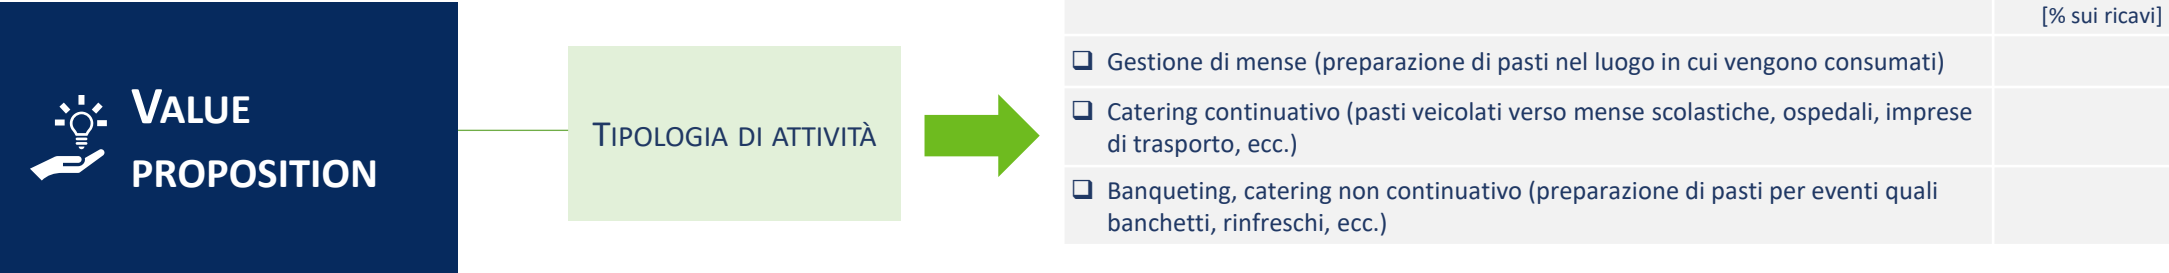 VALUE
PROPOSITION
TIPOLOGIA DI ATTIVITÀ
[% sui ricavi]
❑ Gestione di mense (preparazione di pasti nel luogo in cui vengono consumati)
❑ Catering continuativo (pasti veicolati verso mense scolastiche, ospedali, imprese
di trasporto, ecc.)
❑ Banqueting, catering non continuativo (preparazione di pasti per eventi quali
banchetti, rinfreschi, ecc.)